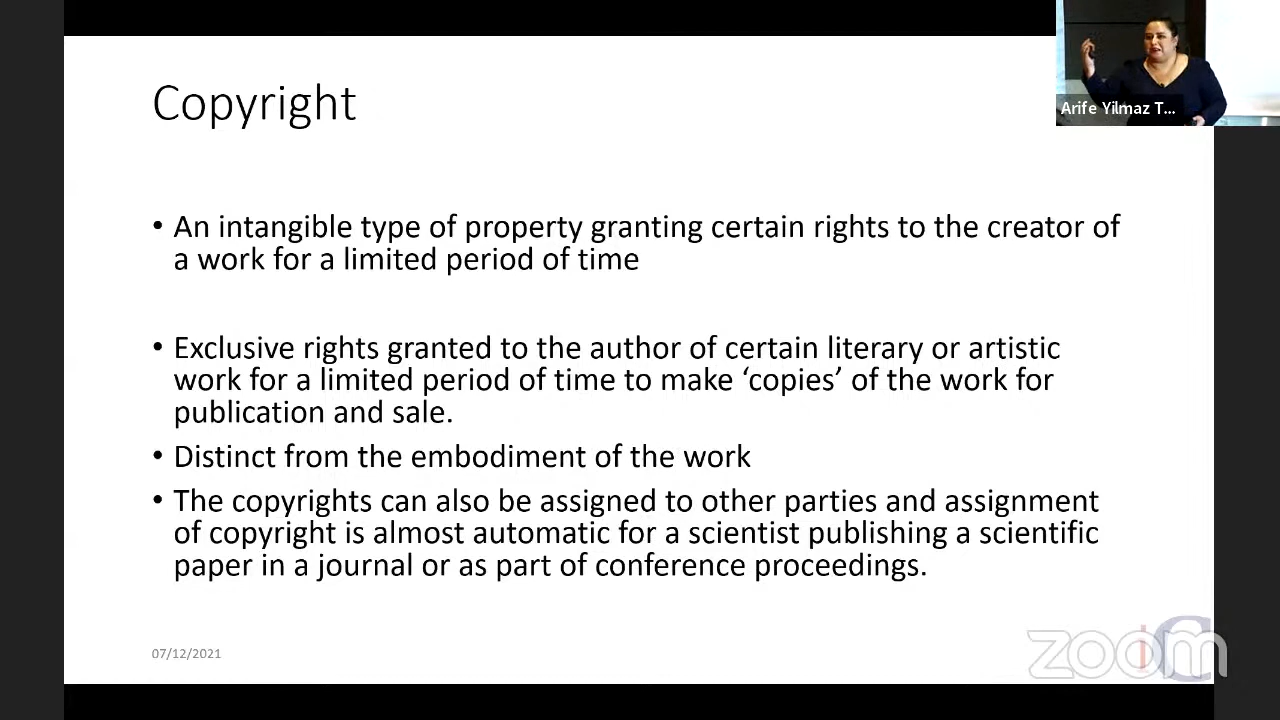 Copyright
Arife Yilmaz T...
• An intangible type of property granting certain rights to the creator of
a work for a limited period of time
• Exclusive rights granted to the author of certain literary or artistic
work for a limited period of time to make ‘copies’ of the work for
publication and sale.
• Distinct from the embodiment of the work
• The copyrights can also be assigned to other parties and assignment
of copyright is almost automatic for a scientist publishing a scientific
paper in a journal or as part of conference proceedings.
07/12/2021
zoom